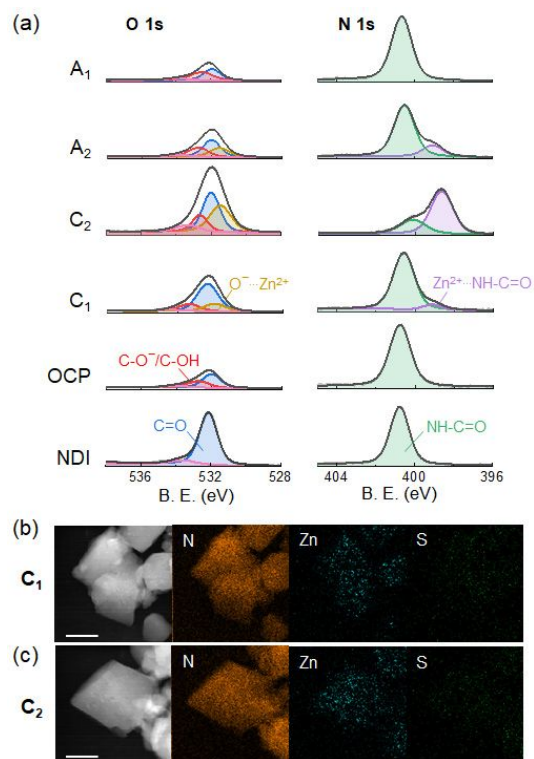 (a)
O 1s
N 1s
A₁
A₂
C₂
C₁
O⁻···Zn²⁺
Zn²⁺···NH-C=O
OCP
C-O⁻/C-OH
NDI
C=O
NH-C=O
536 532 528
404 400 396
B. E. (eV)
B. E. (eV)
(b)
C₁
N
Zn
S
(c)
C₂
N
Zn
S